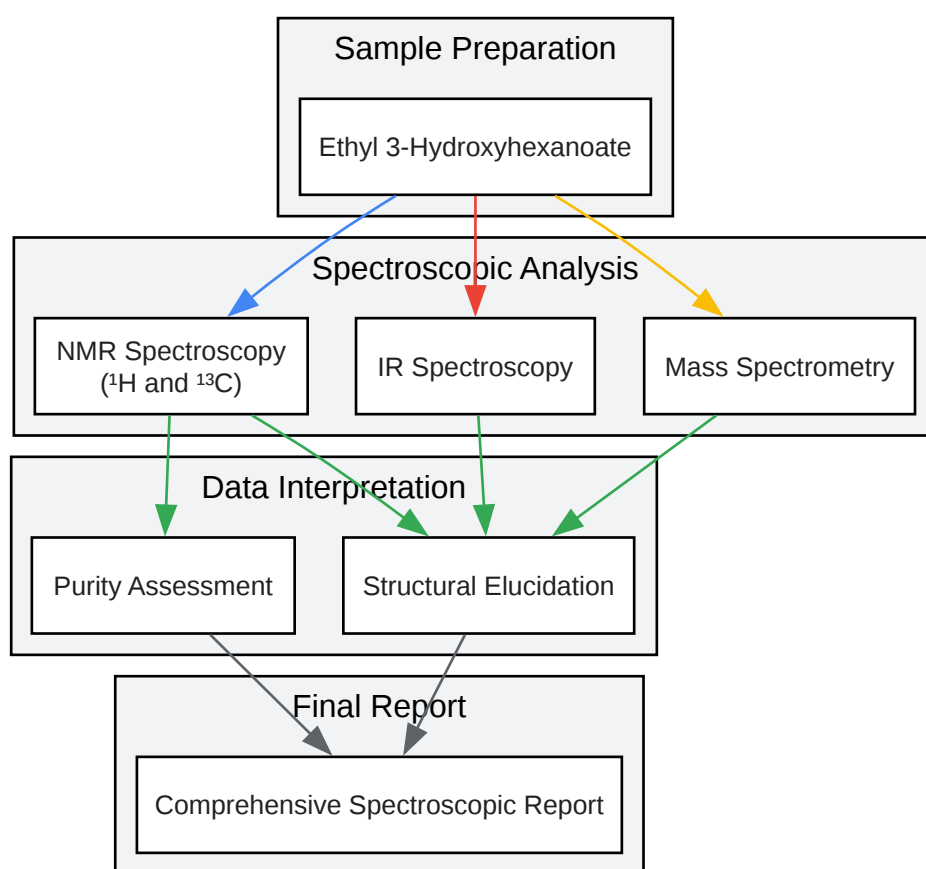 Sample Preparation
Ethyl 3-Hydroxyhexanoate
Spectroscopic Analysis
NMR Spectroscopy
(¹H and ¹³C)
IR Spectroscopy
Mass Spectrometry
Data Interpretation
Purity Assessment
Structural Elucidation
Final Report
Comprehensive Spectroscopic Report